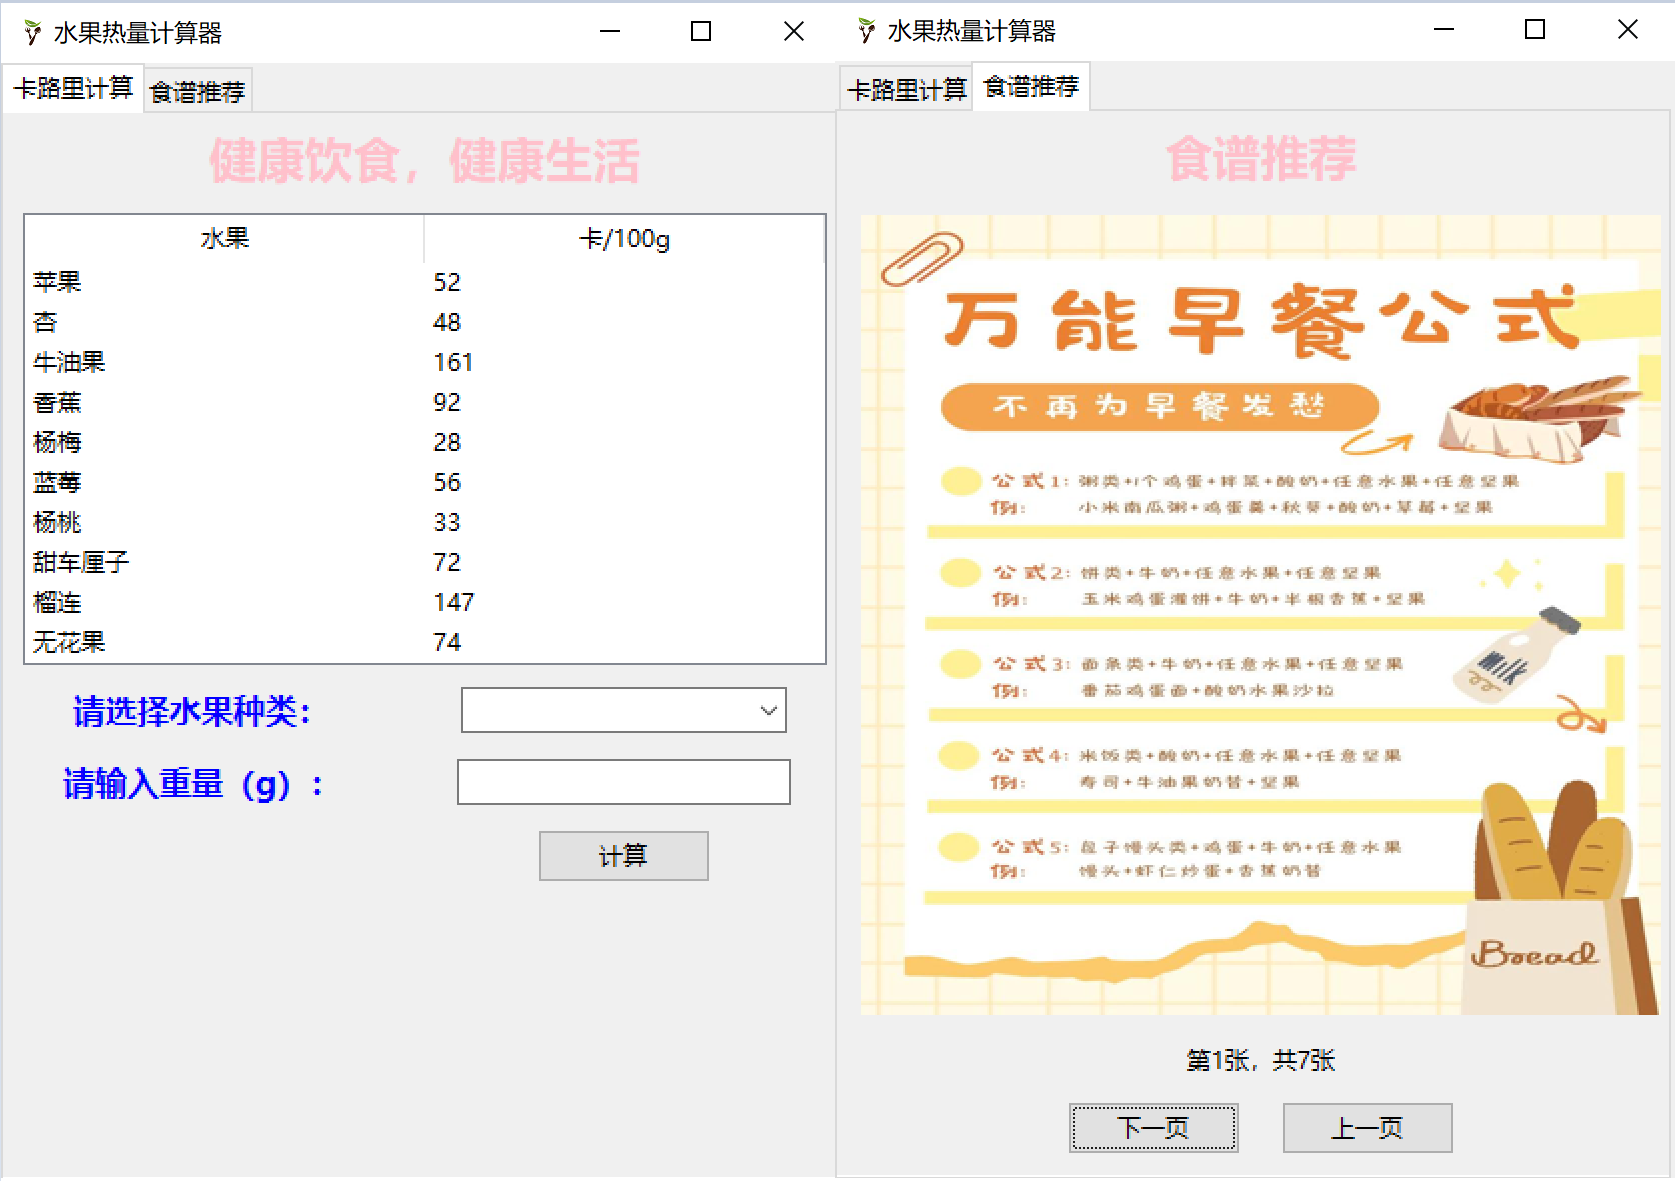 水果热量计算器
卡路里计算 食谱推荐
健康饮食，健康生活
水果 卡/100g
苹果 52
杏 48
牛油果 161
香蕉 92
杨梅 28
蓝莓 56
杨桃 33
甜车厘子 72
榴连 147
无花果 74
请选择水果种类：
请输入重量（g）：
计算
水果热量计算器
卡路里计算 食谱推荐
食谱推荐
万能早餐公式
不再为早餐发愁
公式1：粥类+1个鸡蛋+拌菜+酸奶+任意水果+任意坚果
例：小米南瓜粥+鸡蛋羹+秋葵+酸奶+草莓+坚果
公式2：饼类+牛奶+任意水果+任意坚果
例：玉米鸡蛋灌饼+牛奶+半根香蕉+坚果
公式3：面条类+牛奶+任意水果+任意坚果
例：番茄鸡蛋面+酸奶水果沙拉
Milk
公式4：米饭类+酸奶+任意水果+任意坚果
例：寿司+牛油果奶昔+坚果
公式5：包子馒头类+鸡蛋+牛奶+任意水果
例：馒头+虾仁炒蛋+香蕉奶昔
Bread
第1张，共7张
下一页 上一页